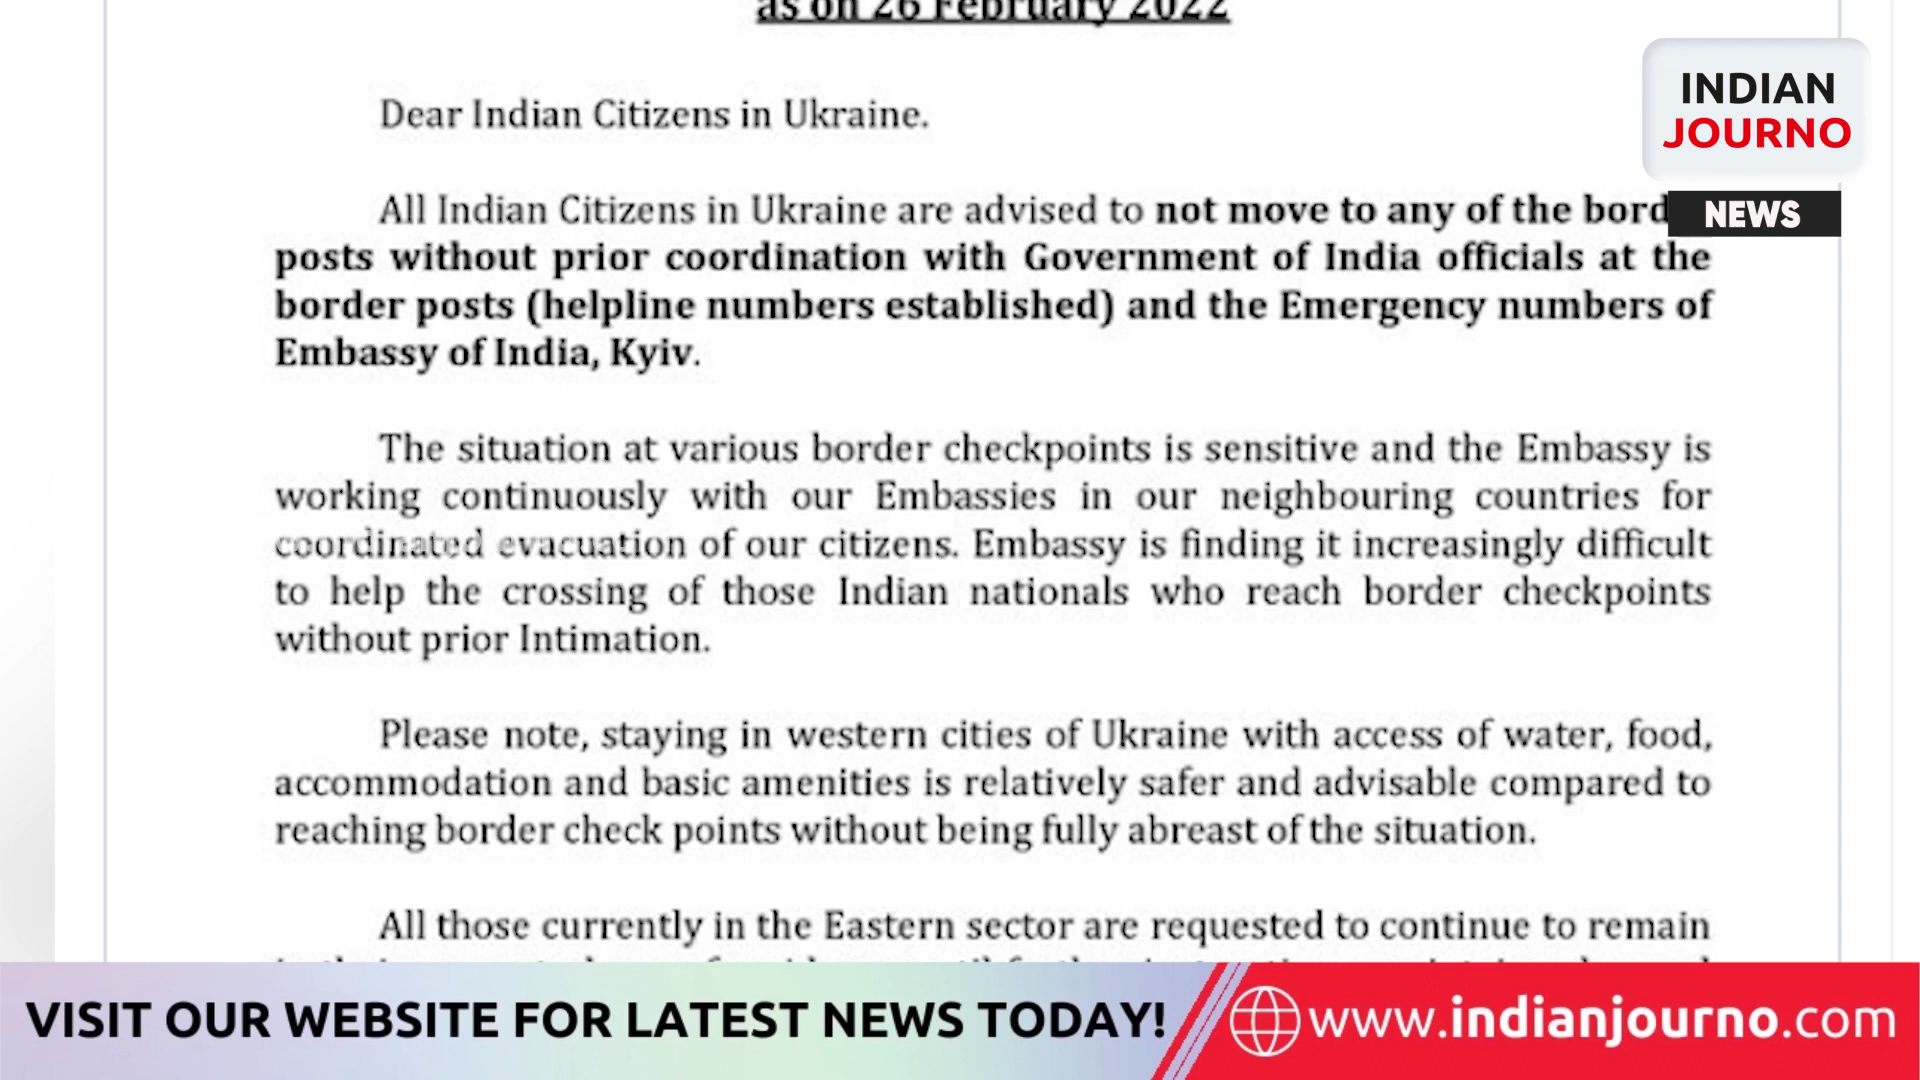 as on 26 February 2022
Dear Indian Citizens in Ukraine.
All Indian Citizens in Ukraine are advised to not move to any of the bord
posts without prior coordination with Government of India officials at the
border posts (helpline numbers established) and the Emergency numbers of
Embassy of India, Kyiv.
The situation at various border checkpoints is sensitive and the Embassy is
working continuously with our Embassies in our neighbouring countries for
coordinated evacuation of our citizens. Embassy is finding it increasingly difficult
to help the crossing of those Indian nationals who reach border checkpoints
without prior Intimation.
Please note, staying in western cities of Ukraine with access of water, food,
accommodation and basic amenities is relatively safer and advisable compared to
reaching border check points without being fully abreast of the situation.
All those currently in the Eastern sector are requested to continue to remain
INDIAN
JOURNO
NEWS
VISIT OUR WEBSITE FOR LATEST NEWS TODAY!
www.indianjourno.com